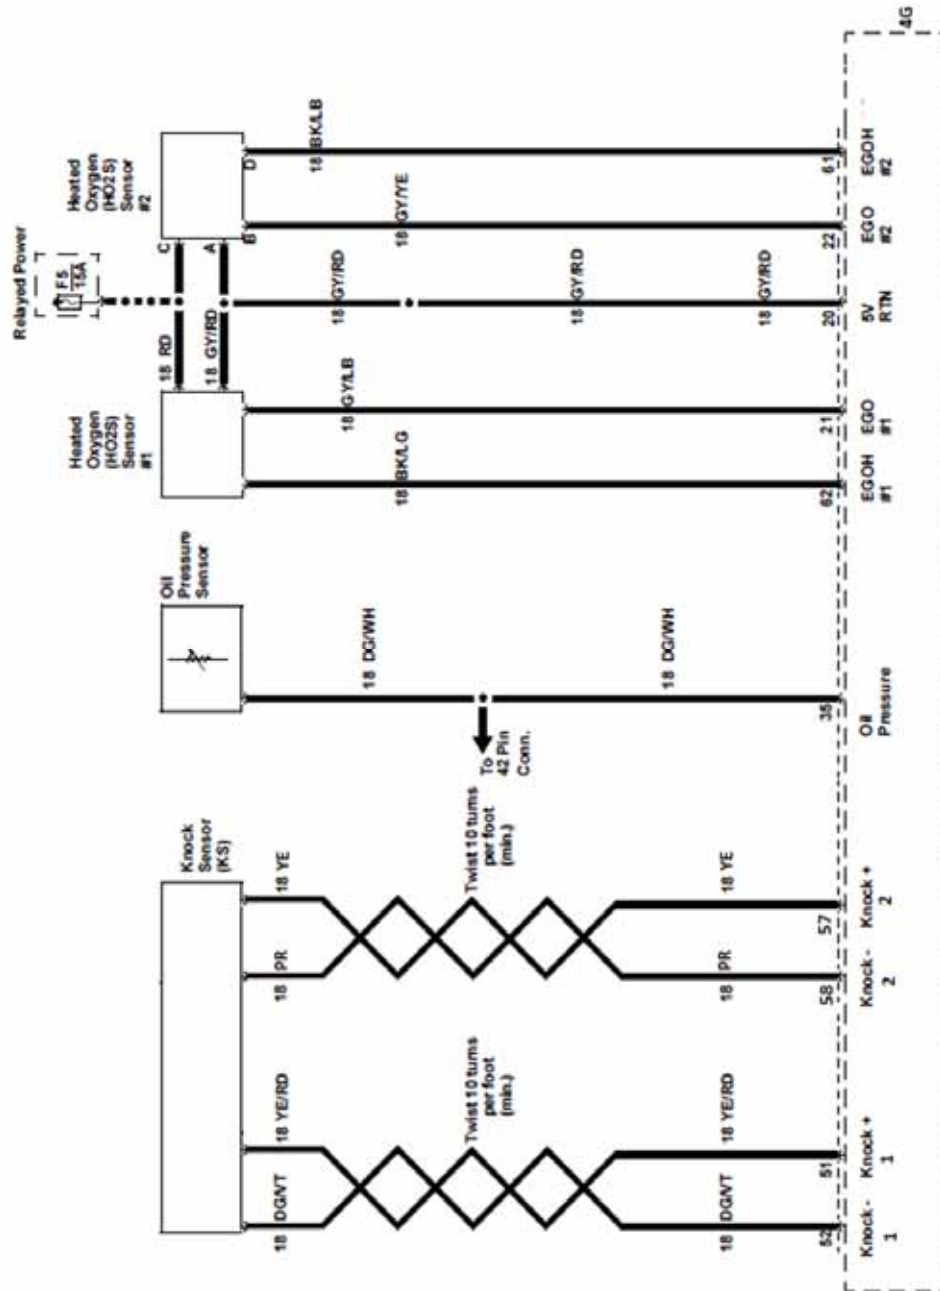 Relayed Power
F5
15A
Heated
Oxygen
(HO2S)
Sensor
#2
Heated
Oxygen
(HO2S)
Sensor
#1
C
A
B
D
18 RD
18 GY/RD
18 BK/LB
18 GY/YE
18 GY/RD
18 GY/RD
18 GY/RD
18 GY/LB
18 BK/LG
61
22
20
21
62
EGOH
#2
EGO
#2
5V
RTN
EGO
#1
EGOH
#1
4G
Oil
Pressure
Sensor
18 DG/WH
18 DG/WH
To
42 Pin
Conn.
35
Oil
Pressure
Knock
Sensor
(KS)
18 YE
18 PR
Twist 10 turns
per foot
(min.)
18 YE
18 PR
57
58
Knock +
2
Knock -
2
18 YE/RD
18 DG/VT
Twist 10 turns
per foot
(min.)
18 YE/RD
18 DG/VT
51
52
Knock +
1
Knock -
1